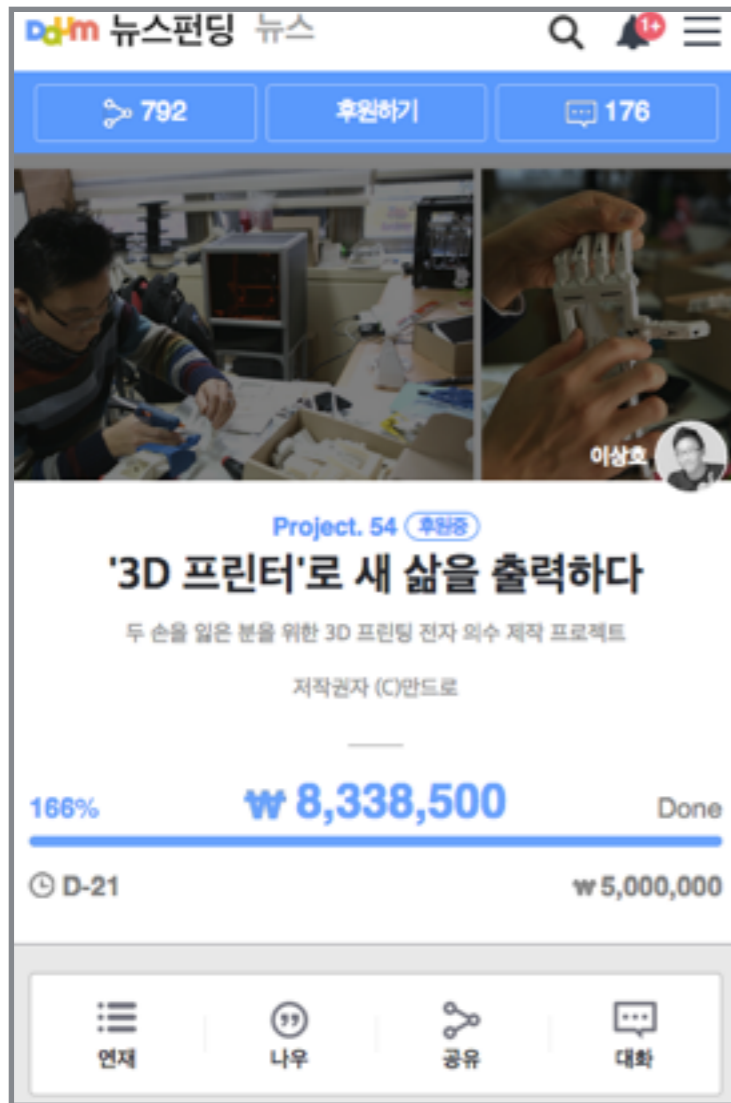 Daum 뉴스펀딩 뉴스
1+
792 후원하기 176
이상호
Project. 54 후원중
'3D 프린터'로 새 삶을 출력하다
두 손을 잃은 분을 위한 3D 프린팅 전자 의수 제작 프로젝트
저작권자 (C)만드로
166% ₩ 8,338,500 Done
D-21 ₩ 5,000,000
연재 나우 공유 대화